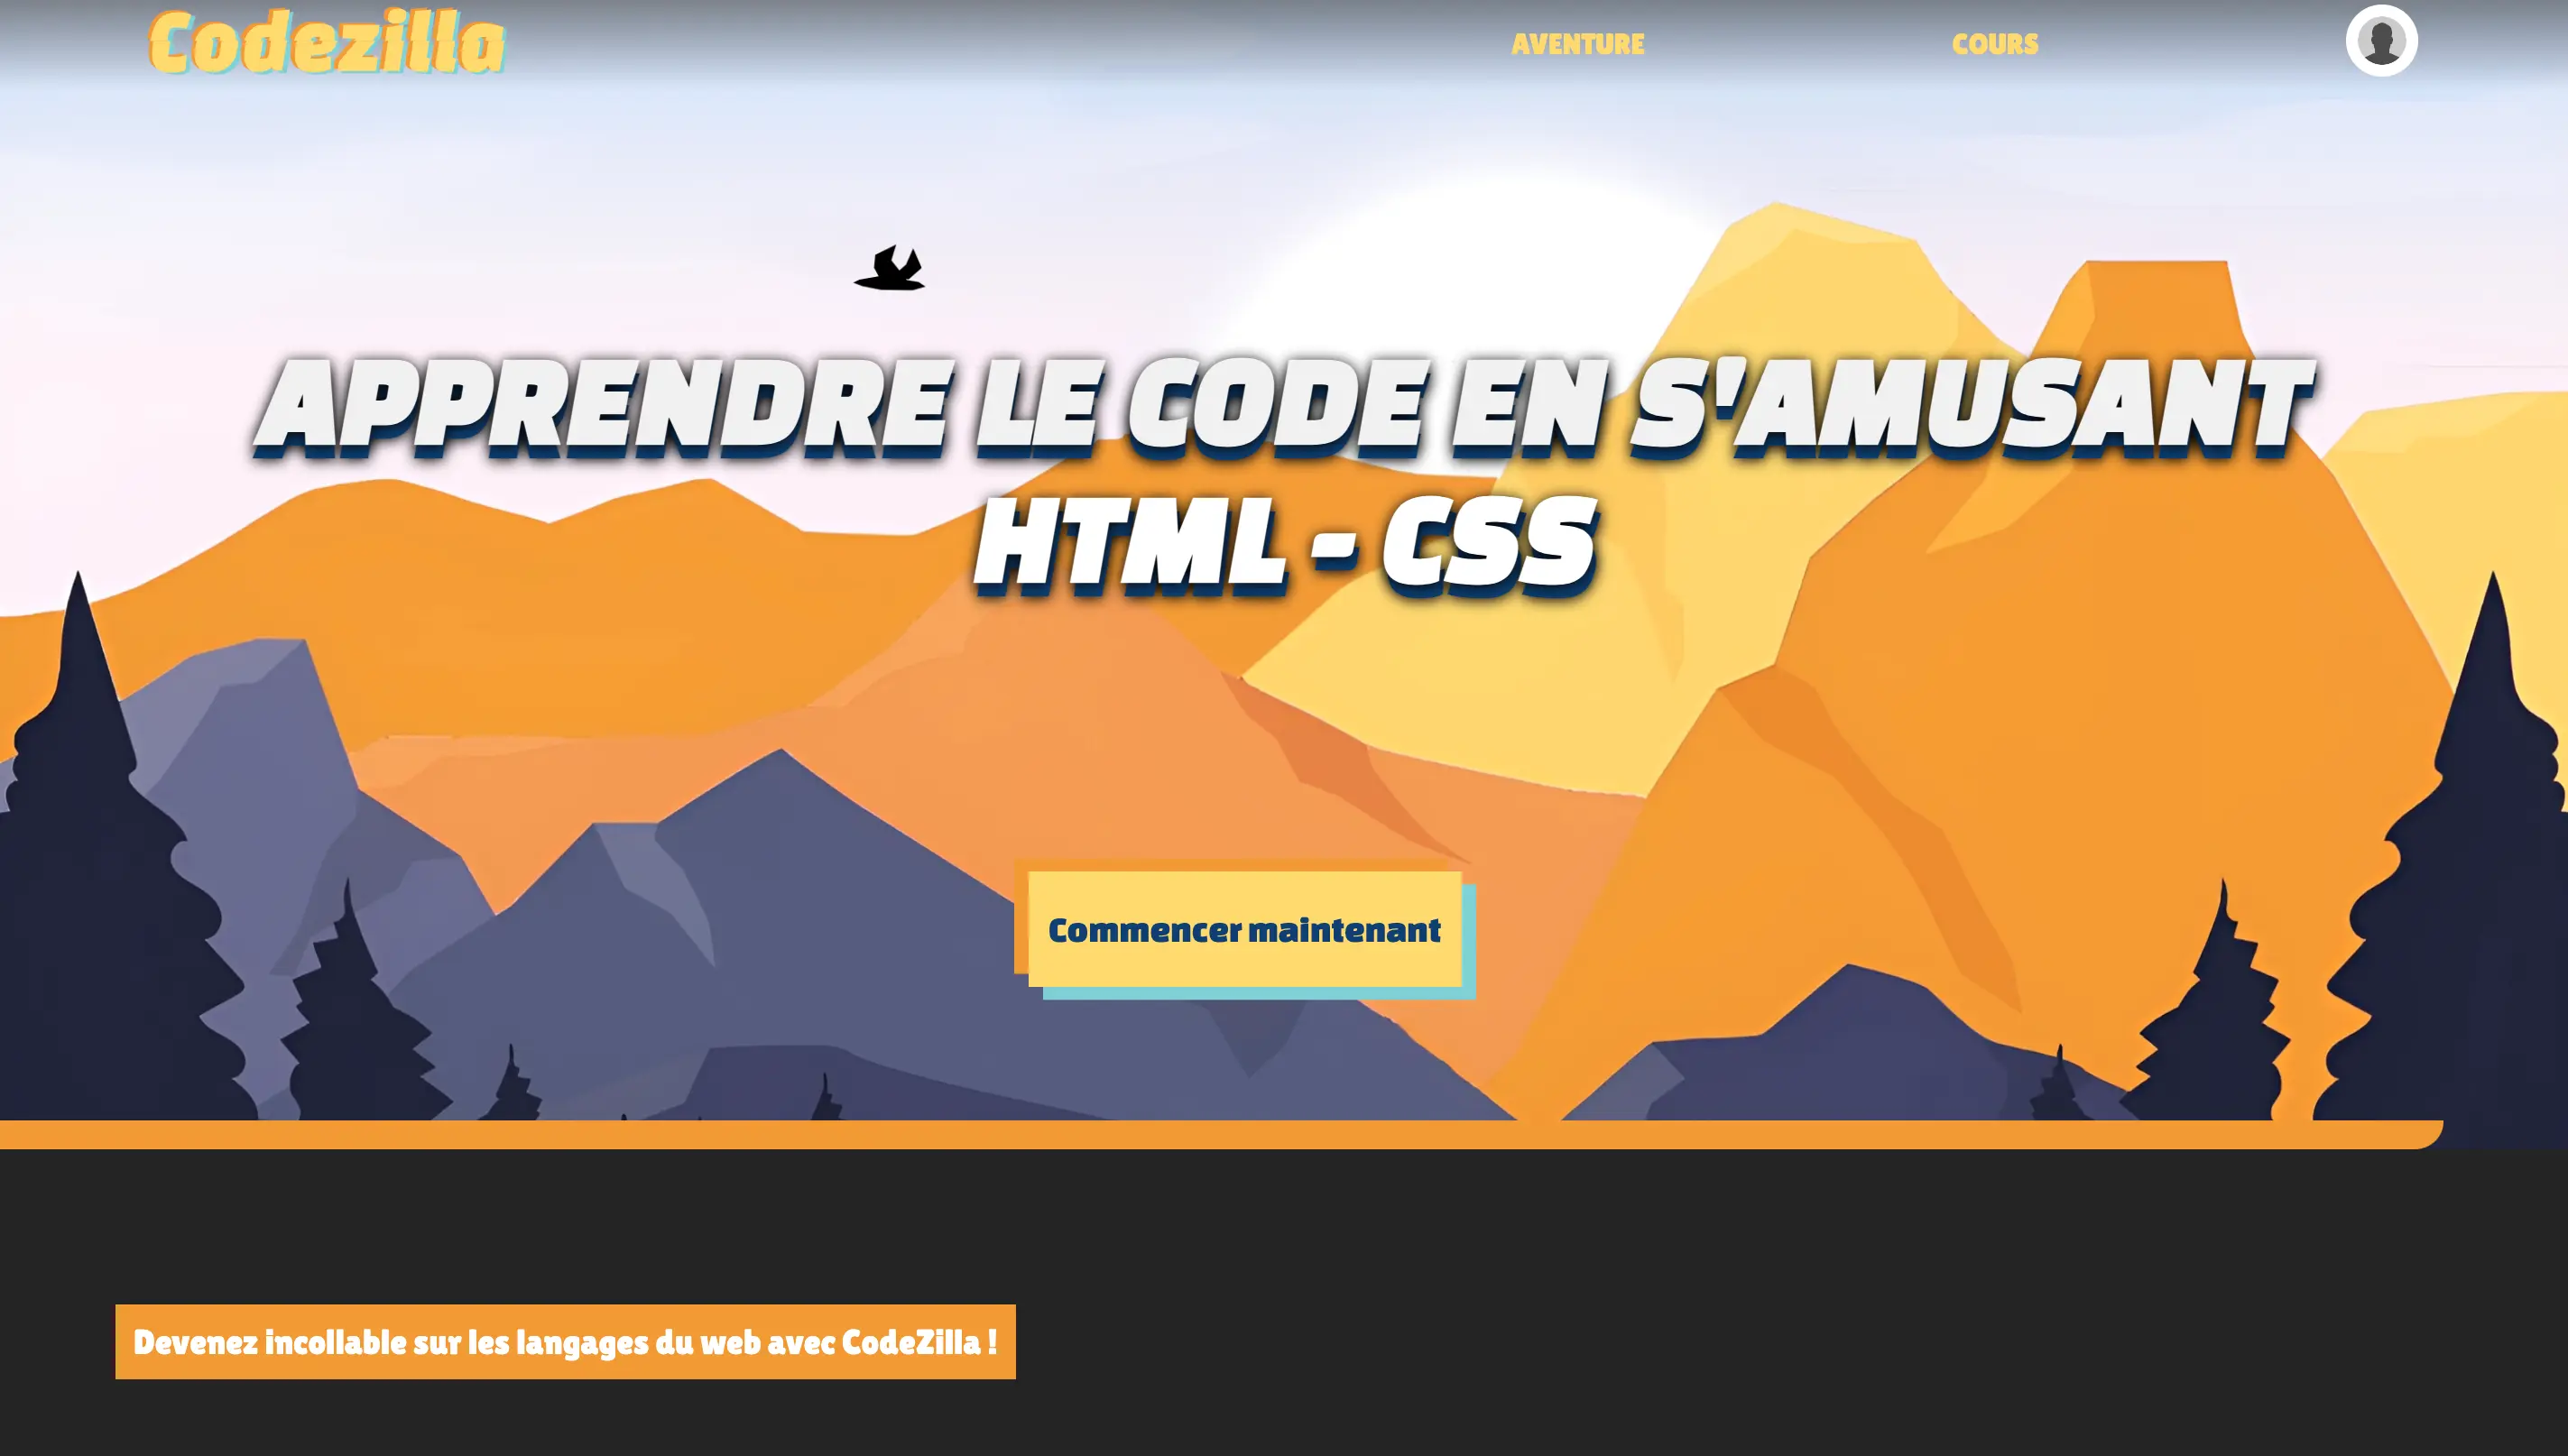 Codezilla
AVENTURE
COURS
APPRENDRE LE CODE EN S'AMUSANT
HTML - CSS
Commencer maintenant
Devenez incollable sur les langages du web avec CodeZilla !